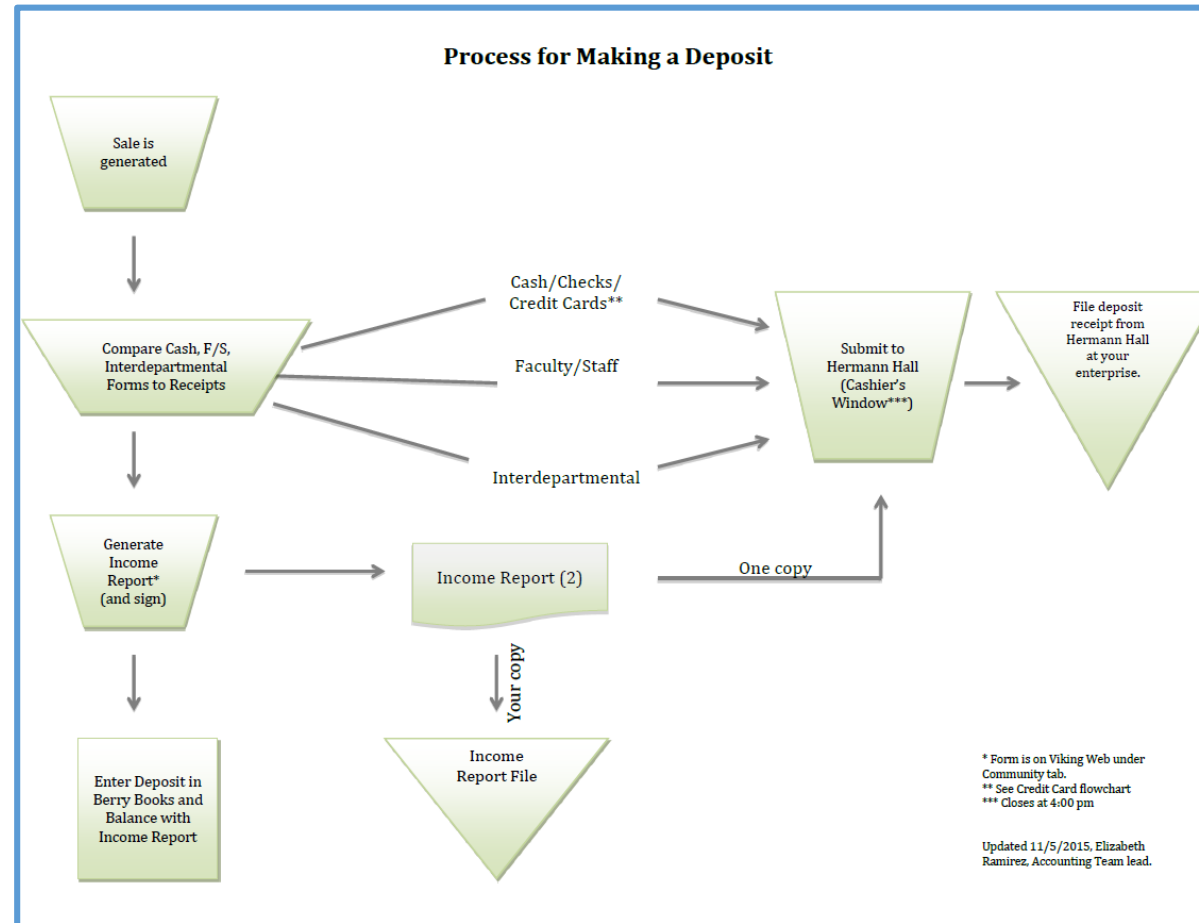 Process for Making a Deposit
Sale is
generated
Compare Cash, F/S,
Interdepartmental
Forms to Receipts
Cash/Checks/
Credit Cards**
Faculty/Staff
Interdepartmental
Submit to
Hermann Hall
(Cashier's
Window***)
File deposit
receipt from
Hermann Hall
at your
enterprise.
Generate
Income
Report*
(and sign)
Income Report (2)
One copy
Your copy
Enter Deposit in
Berry Books and
Balance with
Income Report
Income
Report File
* Form is on Viking Web under
Community tab.
** See Credit Card flowchart
*** Closes at 4:00 pm
Updated 11/5/2015, Elizabeth
Ramirez, Accounting Team lead.